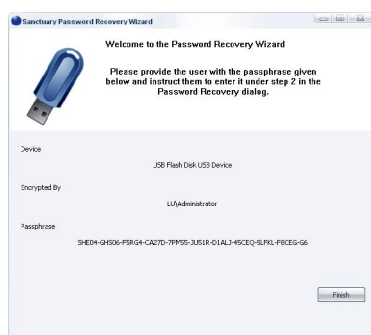 Sanctuary Password Recovery Wizard
Welcome to the Password Recovery Wizard
Please provide the user with the passphrase given
below and instruct them to enter it under step 2 in the
Password Recovery dialog.
Device
USB Flash Disk USB Device
Encrypted By
LU\Administrator
Passphrase
Finish